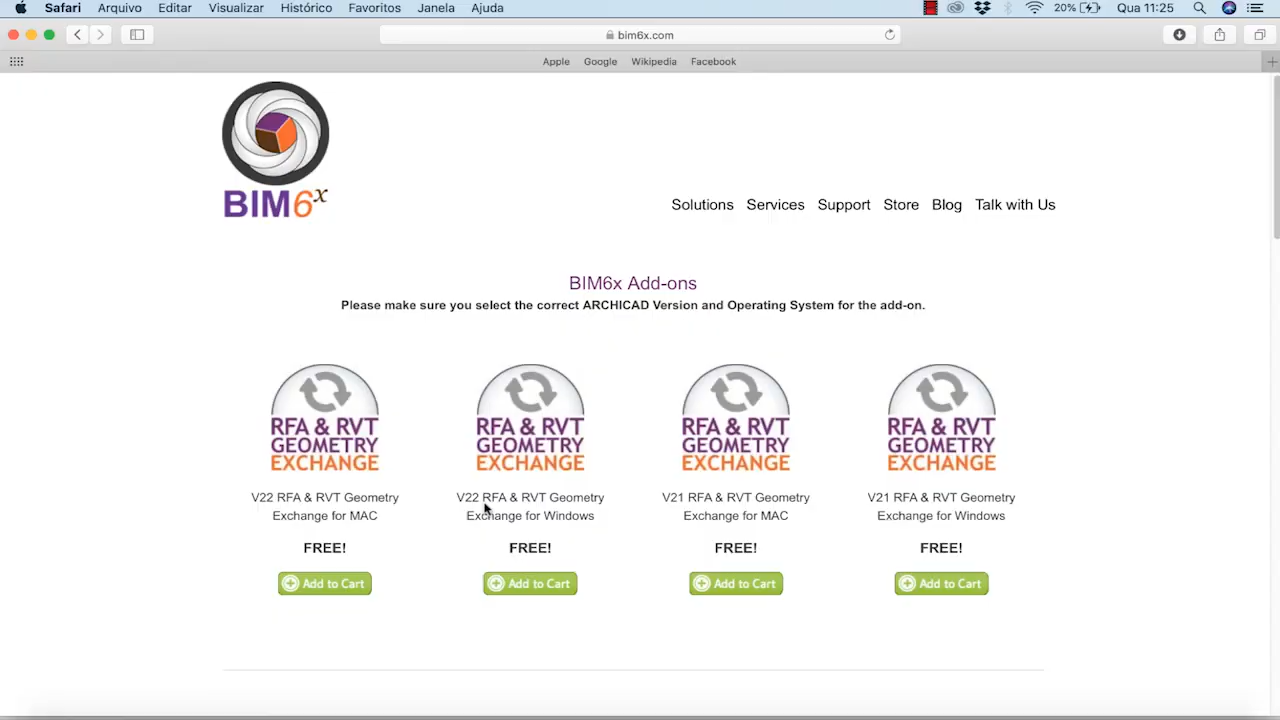 Safari Arquivo Editar Visualizar Histórico Favoritos Janela Ajuda 20% Qua 11:25
bim6x.com
Apple Google Wikipedia Facebook
BIM6x
Solutions Services Support Store Blog Talk with Us
BIM6x Add-ons
Please make sure you select the correct ARCHICAD Version and Operating System for the add-on.
RFA & RVT RFA & RVT RFA & RVT RFA & RVT
GEOMETRY GEOMETRY GEOMETRY GEOMETRY
EXCHANGE EXCHANGE EXCHANGE EXCHANGE
V22 RFA & RVT Geometry V22 RFA & RVT Geometry V21 RFA & RVT Geometry V21 RFA & RVT Geometry
Exchange for MAC Exchange for Windows Exchange for MAC Exchange for Windows
FREE! FREE! FREE! FREE!
Add to Cart Add to Cart Add to Cart Add to Cart